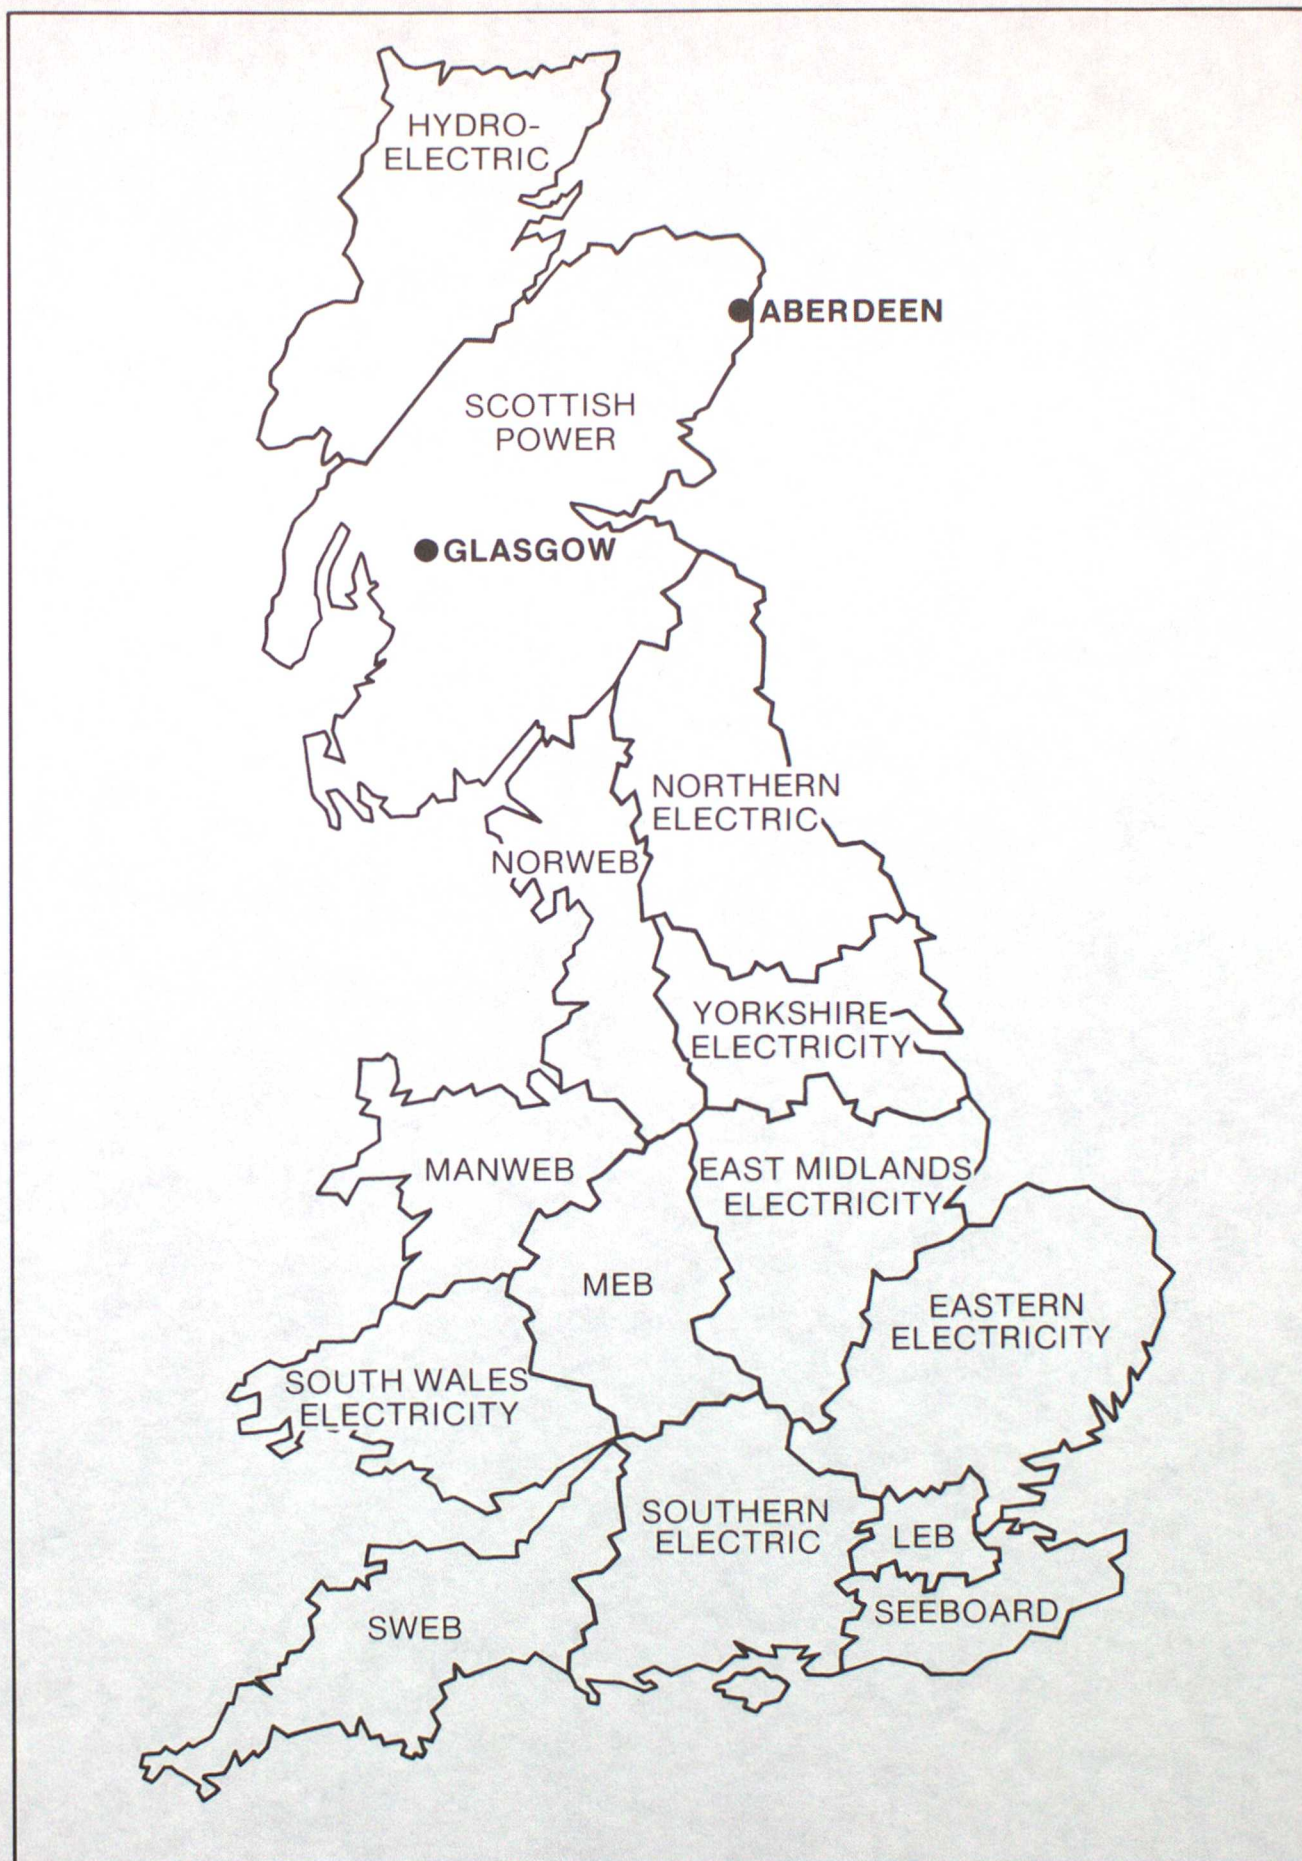 HYDRO-
ELECTRIC
ABERDEEN
SCOTTISH
POWER
GLASGOW
NORTHERN
ELECTRIC
NORWEB
YORKSHIRE
ELECTRICITY
MANWEB
EAST MIDLANDS
ELECTRICITY
MEB
EASTERN
ELECTRICITY
SOUTH WALES
ELECTRICITY
SOUTHERN
ELECTRIC
LEB
SEEBOARD
SWEB